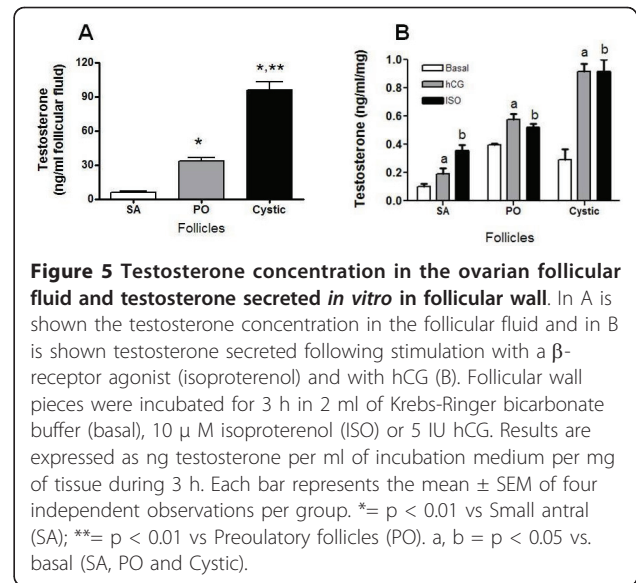 A
Testosterone
(ng/ml follicular fluid)
120
90
60
30
0
*
*,**
SA
PO
Cystic
Follicles
B
Testosterone (ng/ml/mg)
1.0
0.8
0.6
0.4
0.2
0.0
Basal
hCG
ISO
a
b
a
b
a
b
SA
PO
Cystic
Follicles
Figure 5 Testosterone concentration in the ovarian follicular
fluid and testosterone secreted in vitro in follicular wall. In A is
shown the testosterone concentration in the follicular fluid and in B
is shown testosterone secreted following stimulation with a β-
receptor agonist (isoproterenol) and with hCG (B). Follicular wall
pieces were incubated for 3 h in 2 ml of Krebs-Ringer bicarbonate
buffer (basal), 10 μ M isoproterenol (ISO) or 5 IU hCG. Results are
expressed as ng testosterone per ml of incubation medium per mg
of tissue during 3 h. Each bar represents the mean ± SEM of four
independent observations per group. *= p < 0.01 vs Small antral
(SA); **= p < 0.01 vs Preoulatory follicles (PO). a, b = p < 0.05 vs.
basal (SA, PO and Cystic).